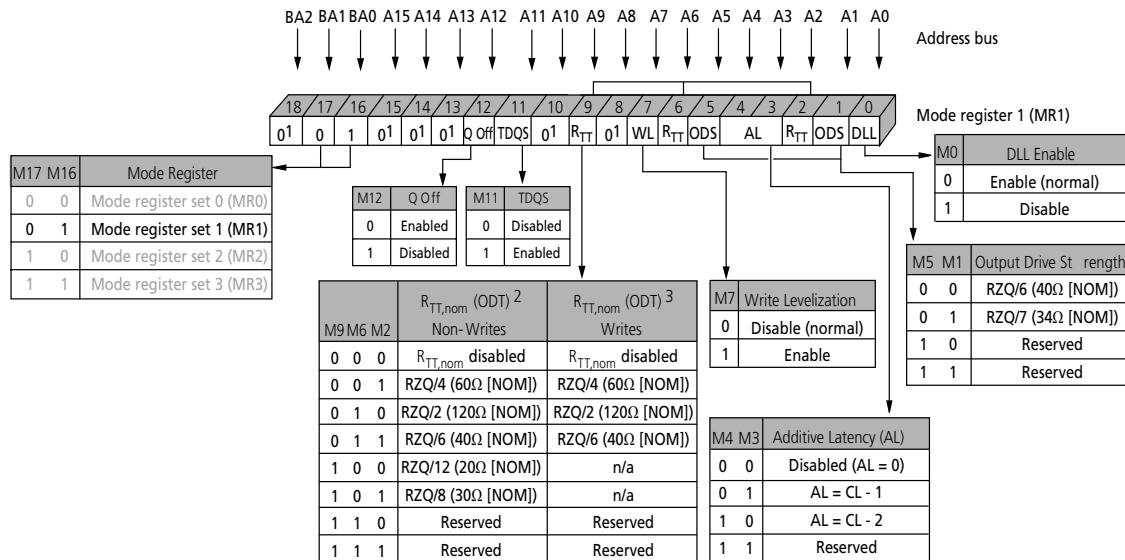 BA2 BA1 BA0 A15 A14 A13 A12 A11 A10 A9 A8 A7 A6 A5 A4 A3 A2 A1 A0
Address bus
18 17 16 15 14 13 12 11 10 9 8 7 6 5 4 3 2 1 0
Mode register 1 (MR1)
0¹ 0 1 0¹ 0¹ 0¹ Q Off TDQS 0¹ RTT 0¹ WL RTT ODS AL RTT ODS DLL
M17 M16 Mode Register
0 0 Mode register set 0 (MR0)
0 1 Mode register set 1 (MR1)
1 0 Mode register set 2 (MR2)
1 1 Mode register set 3 (MR3)
M12 Q Off
0 Enabled
1 Disabled
M11 TDQS
0 Disabled
1 Enabled
M0 DLL Enable
0 Enable (normal)
1 Disable
M5 M1 Output Drive St rength
0 0 RZQ/6 (40Ω [NOM])
0 1 RZQ/7 (34Ω [NOM])
1 0 Reserved
1 1 Reserved
M9 M6 M2 RTT,nom (ODT) ² Non-Writes RTT,nom (ODT) ³ Writes
0 0 0 RTT,nom disabled RTT,nom disabled
0 0 1 RZQ/4 (60Ω [NOM]) RZQ/4 (60Ω [NOM])
0 1 0 RZQ/2 (120Ω [NOM]) RZQ/2 (120Ω [NOM])
0 1 1 RZQ/6 (40Ω [NOM]) RZQ/6 (40Ω [NOM])
1 0 0 RZQ/12 (20Ω [NOM]) n/a
1 0 1 RZQ/8 (30Ω [NOM]) n/a
1 1 0 Reserved Reserved
1 1 1 Reserved Reserved
M7 Write Levelization
0 Disable (normal)
1 Enable
M4 M3 Additive Latency (AL)
0 0 Disabled (AL = 0)
0 1 AL = CL - 1
1 0 AL = CL - 2
1 1 Reserved